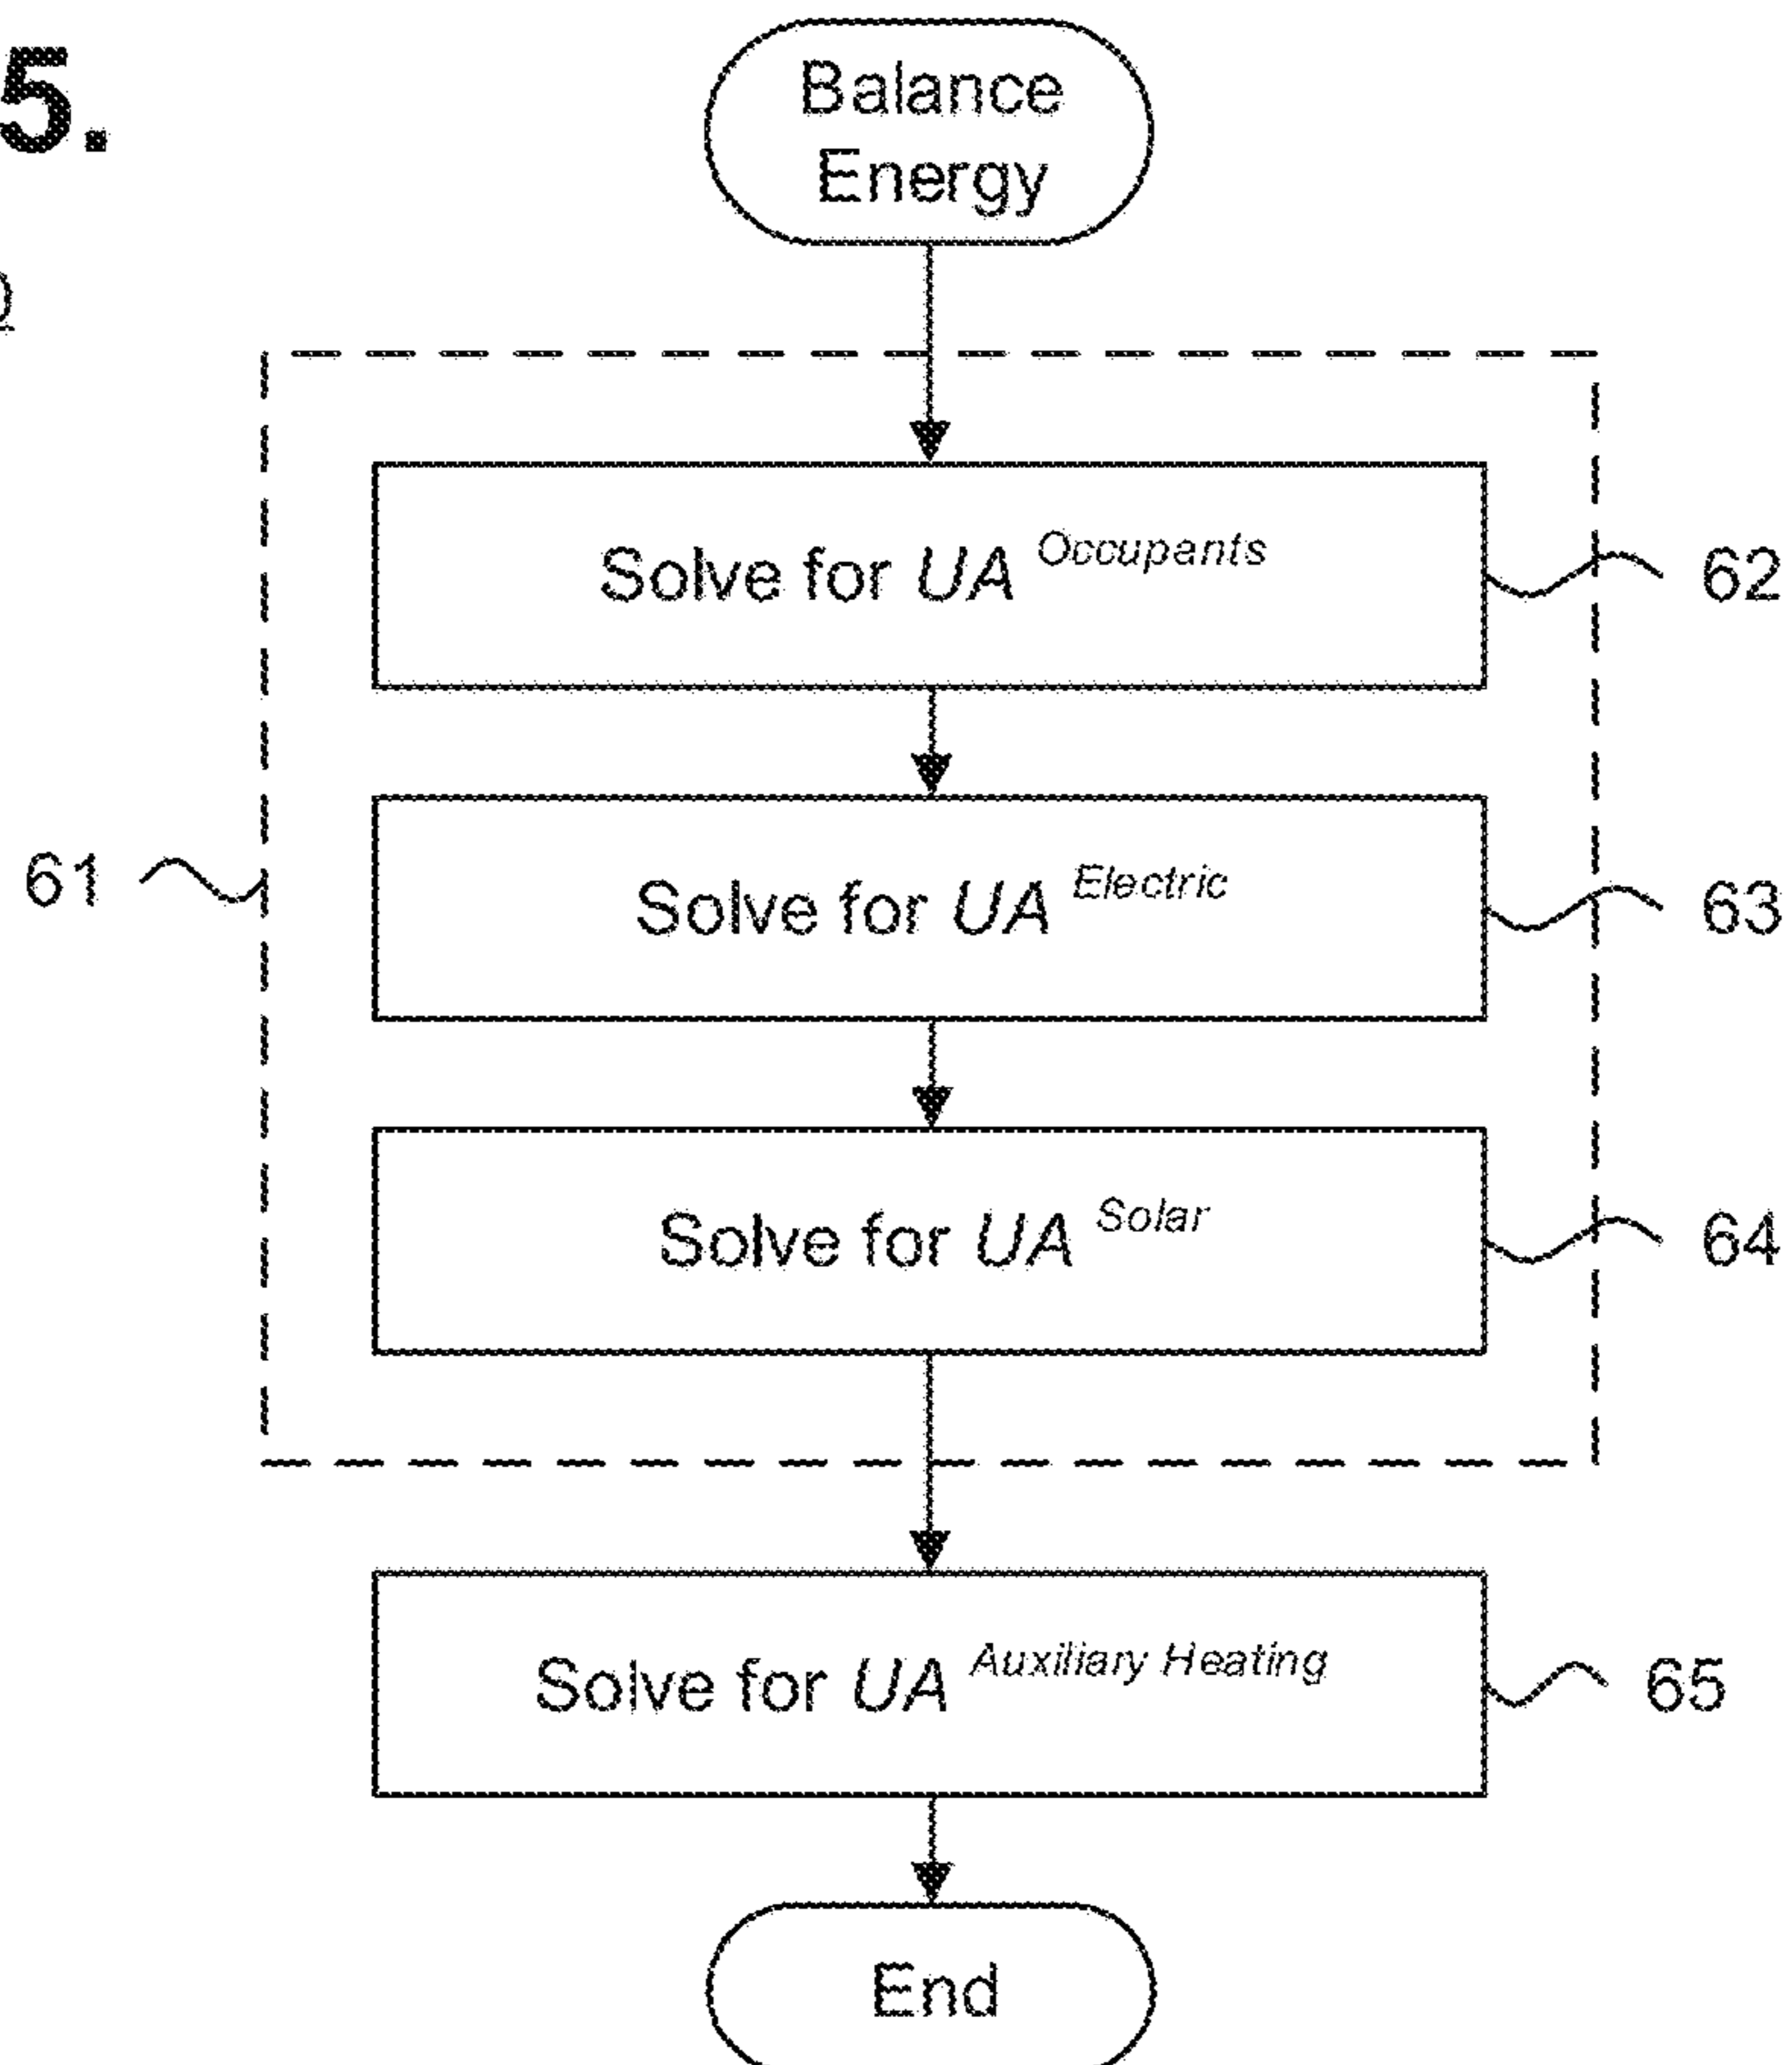 5.
Balance
Energy
Solve for UA Occupants
62
Solve for UA Electric
61
63
Solve for UA Solar
64
Solve for UA Auxiliary Heating
65
End